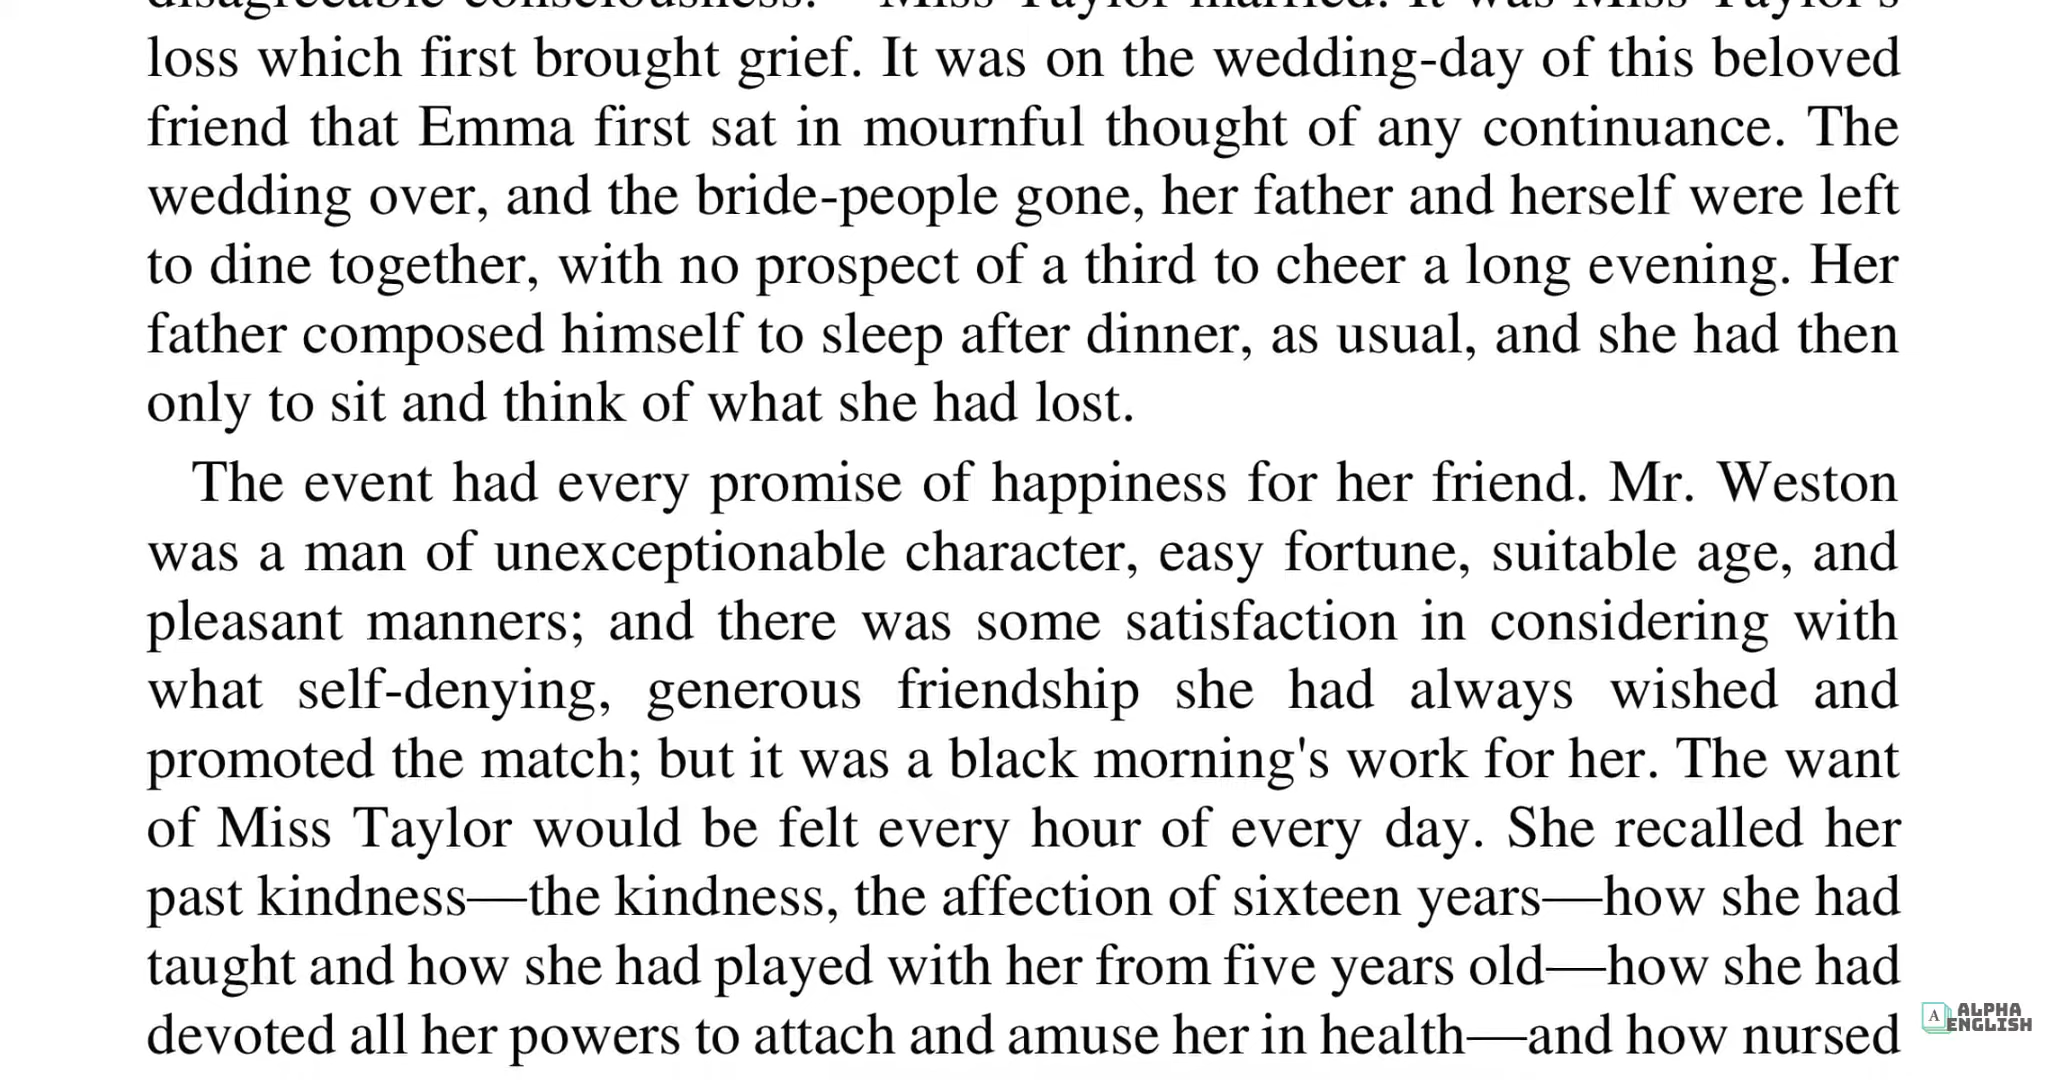 disagreeable consciousness.—Miss Taylor married. It was Miss Taylor's
loss which first brought grief. It was on the wedding-day of this beloved
friend that Emma first sat in mournful thought of any continuance. The
wedding over, and the bride-people gone, her father and herself were left
to dine together, with no prospect of a third to cheer a long evening. Her
father composed himself to sleep after dinner, as usual, and she had then
only to sit and think of what she had lost.
The event had every promise of happiness for her friend. Mr. Weston
was a man of unexceptionable character, easy fortune, suitable age, and
pleasant manners; and there was some satisfaction in considering with
what self-denying, generous friendship she had always wished and
promoted the match; but it was a black morning's work for her. The want
of Miss Taylor would be felt every hour of every day. She recalled her
past kindness—the kindness, the affection of sixteen years—how she had
taught and how she had played with her from five years old—how she had
devoted all her powers to attach and amuse her in health—and how nursed
A ALPHA
ENGLISH